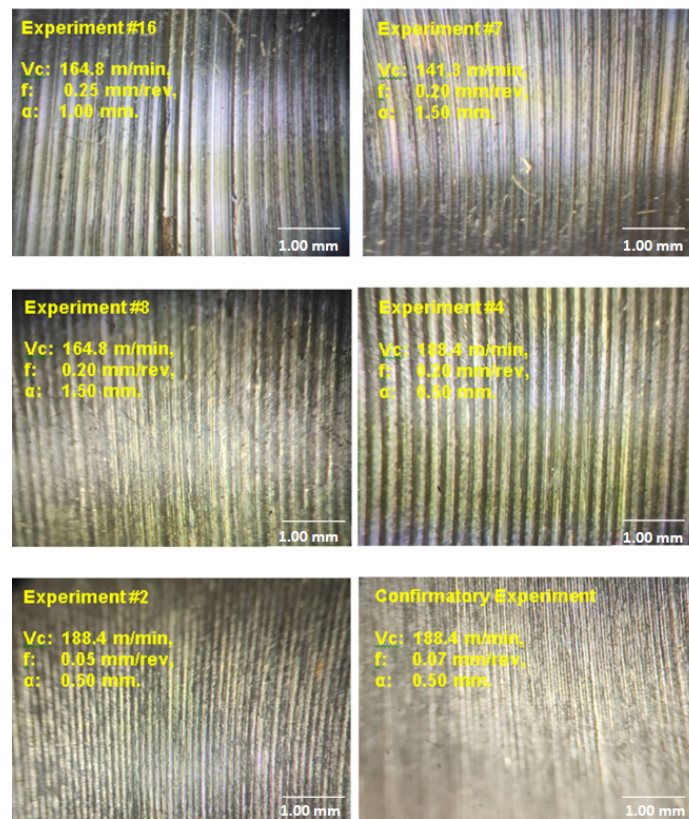 Experiment #16
Vc: 164.8 m/min,
f: 0.25 mm/rev,
α: 1.00 mm.
1.00 mm
Experiment #7
Vc: 141.3 m/min,
f: 0.20 mm/rev,
α: 1.50 mm.
1.00 mm
Experiment #8
Vc: 164.8 m/min,
f: 0.20 mm/rev,
α: 1.50 mm.
1.00 mm
Experiment #4
Vc: 188.4 m/min,
f: 0.20 mm/rev,
α: 0.50 mm.
1.00 mm
Experiment #2
Vc: 188.4 m/min,
f: 0.05 mm/rev,
α: 0.50 mm.
1.00 mm
Confirmatory Experiment
Vc: 188.4 m/min,
f: 0.07 mm/rev,
α: 0.50 mm.
1.00 mm